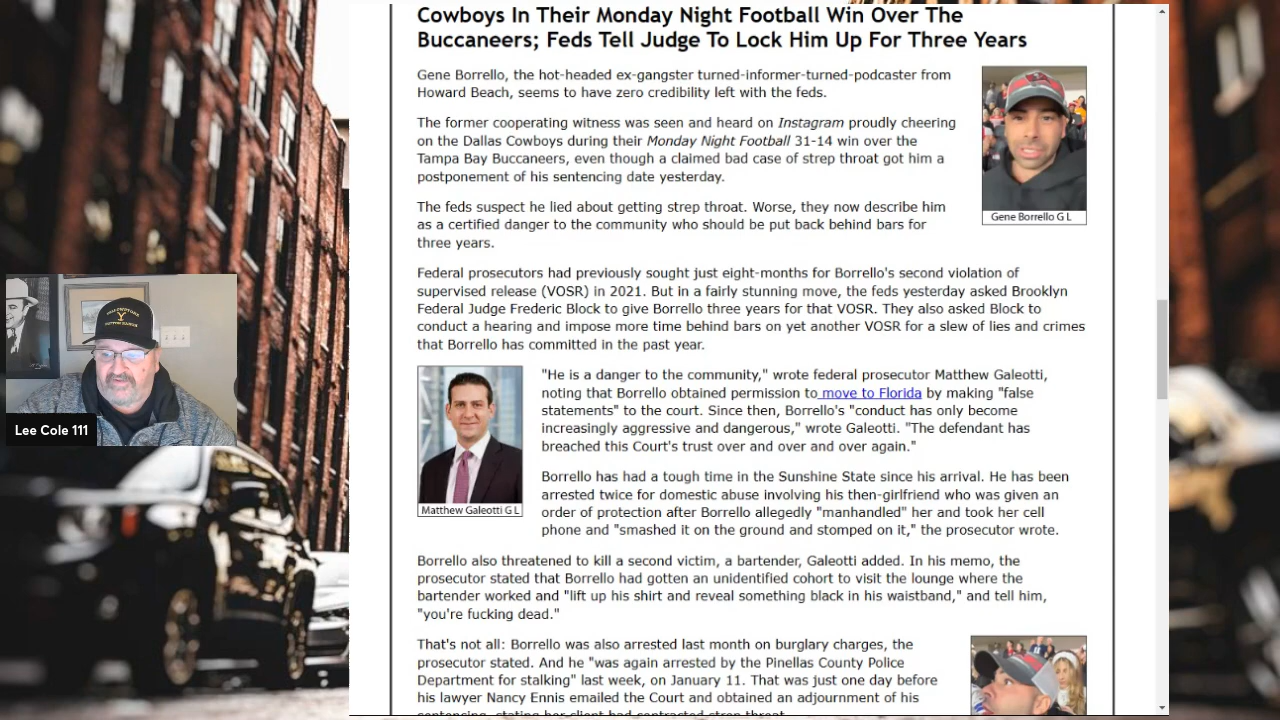 Cowboys In Their Monday Night Football Win Over The
Buccaneers; Feds Tell Judge To Lock Him Up For Three Years
Gene Borrello, the hot-headed ex-gangster turned-informer-turned-podcaster from
Howard Beach, seems to have zero credibility left with the feds.
The former cooperating witness was seen and heard on Instagram proudly cheering
on the Dallas Cowboys during their Monday Night Football 31-14 win over the
Tampa Bay Buccaneers, even though a claimed bad case of strep throat got him a
postponement of his sentencing date yesterday.
Gene Borrello G L
The feds suspect he lied about getting strep throat. Worse, they now describe him
as a certified danger to the community who should be put back behind bars for
three years.
Federal prosecutors had previously sought just eight-months for Borrello's second violation of
supervised release (VOSR) in 2021. But in a fairly stunning move, the feds yesterday asked Brooklyn
Federal Judge Frederic Block to give Borrello three years for that VOSR. They also asked Block to
conduct a hearing and impose more time behind bars on yet another VOSR for a slew of lies and crimes
that Borrello has committed in the past year.
"He is a danger to the community," wrote federal prosecutor Matthew Galeotti,
noting that Borrello obtained permission to move to Florida by making "false
statements" to the court. Since then, Borrello's "conduct has only become
increasingly aggressive and dangerous," wrote Galeotti. "The defendant has
breached this Court's trust over and over and over again."
Matthew Galeotti G L
Borrello has had a tough time in the Sunshine State since his arrival. He has been
arrested twice for domestic abuse involving his then-girlfriend who was given an
order of protection after Borrello allegedly "manhandled" her and took her cell
phone and "smashed it on the ground and stomped on it," the prosecutor wrote.
Borrello also threatened to kill a second victim, a bartender, Galeotti added. In his memo, the
prosecutor stated that Borrello had gotten an unidentified cohort to visit the lounge where the
bartender worked and "lift up his shirt and reveal something black in his waistband," and tell him,
"you're fucking dead."
That's not all: Borrello was also arrested last month on burglary charges, the
prosecutor stated. And he "was again arrested by the Pinellas County Police
Department for stalking" last week, on January 11. That was just one day before
his lawyer Nancy Ennis emailed the Court and obtained an adjournment of his
sentencing, stating her client had contracted strep throat.
Lee Cole 111